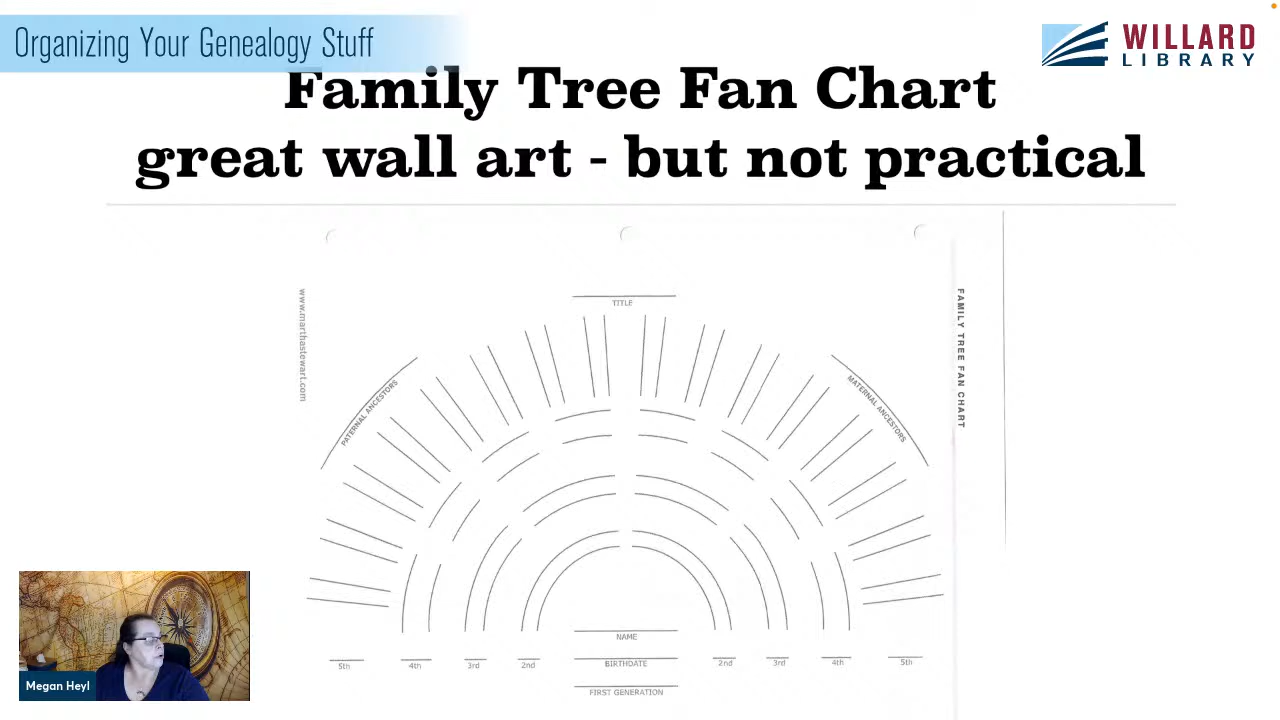 Organizing Your Genealogy Stuff
WILLARD
LIBRARY
Family Tree Fan Chart
great wall art - but not practical
www.marthastewart.com
TITLE
FAMILY TREE FAN CHART
PATERNAL ANCESTORS
MATERNAL ANCESTORS
NAME
5th 4th 3rd 2nd BIRTHDATE 2nd 3rd 4th 5th
FIRST GENERATION
Megan Heyl